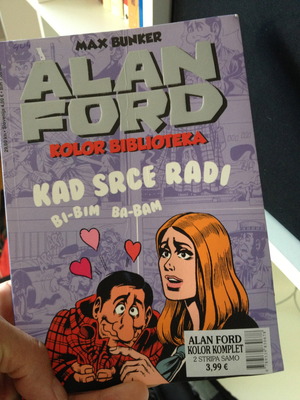 MAX BUNKER
ALAN
FORD
KOLOR BIBLIOTEKA
KAD SRCE RADI
BI-BIM BA-BAM
ALAN FORD
KOLOR KOMPLET
2 STRIPA SAMO
3,99 €